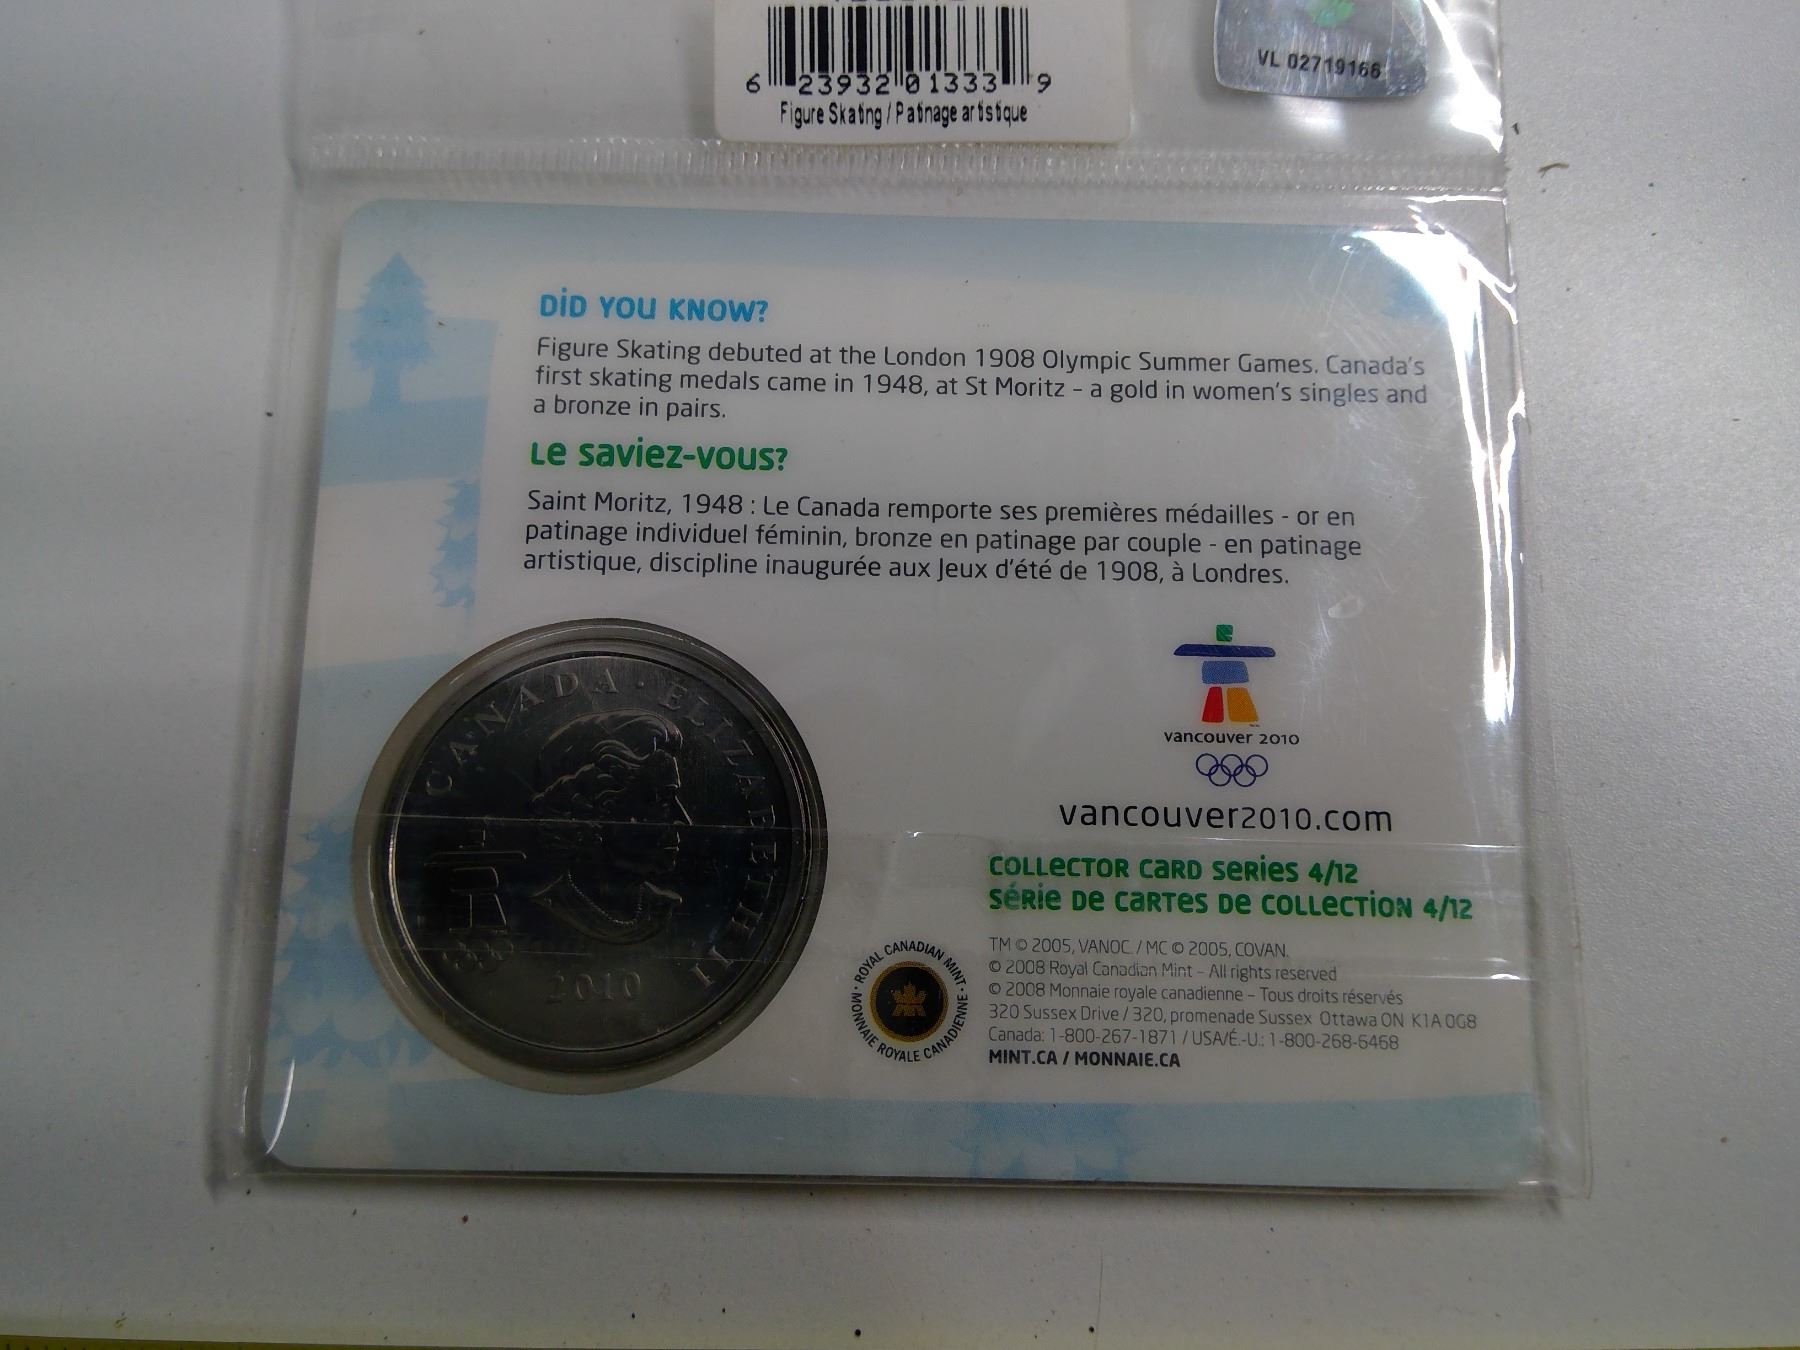 6 23932 01333 9
Figure Skating / Patinage artistique
VL 02719166
DiD YOU KNOW?
Figure Skating debuted at the London 1908 Olympic Summer Games. Canada's
first skating medals came in 1948, at St Moritz – a gold in women's singles and
a bronze in pairs.
Le saviez-vous?
Saint Moritz, 1948 : Le Canada remporte ses premières médailles - or en
patinage individuel féminin, bronze en patinage par couple - en patinage
artistique, discipline inaugurée aux Jeux d'été de 1908, à Londres.
CANADA · ELIZABETH II
2010
vancouver 2010
vancouver2010.com
COLLECTOR CARD SERIES 4/12
SÉRIE DE CARTES DE COLLECTION 4/12
ROYAL CANADIAN MINT · MONNAIE ROYALE CANADIENNE ·
TM © 2005, VANOC. / MC © 2005, COVAN.
© 2008 Royal Canadian Mint – All rights reserved
© 2008 Monnaie royale canadienne – Tous droits réservés
320 Sussex Drive / 320, promenade Sussex Ottawa ON K1A 0G8
Canada: 1-800-267-1871 / USA/É.-U.: 1-800-268-6468
MINT.CA / MONNAIE.CA